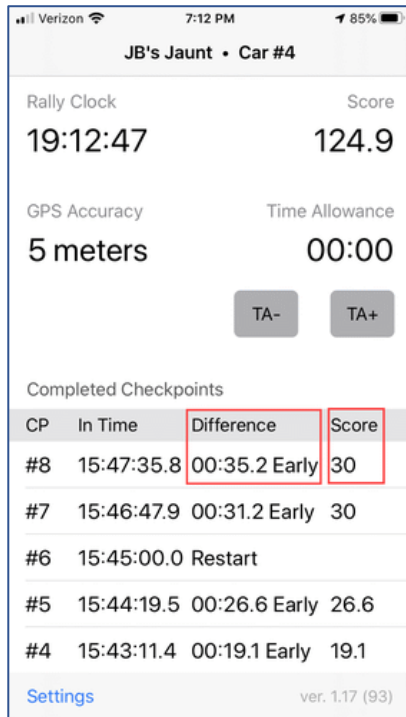 Verizon 7:12 PM 85%
JB's Jaunt • Car #4
Rally Clock Score
19:12:47 124.9
GPS Accuracy Time Allowance
5 meters 00:00
TA- TA+
Completed Checkpoints
CP In Time Difference Score
#8 15:47:35.8 00:35.2 Early 30
#7 15:46:47.9 00:31.2 Early 30
#6 15:45:00.0 Restart
#5 15:44:19.5 00:26.6 Early 26.6
#4 15:43:11.4 00:19.1 Early 19.1
Settings ver. 1.17 (93)